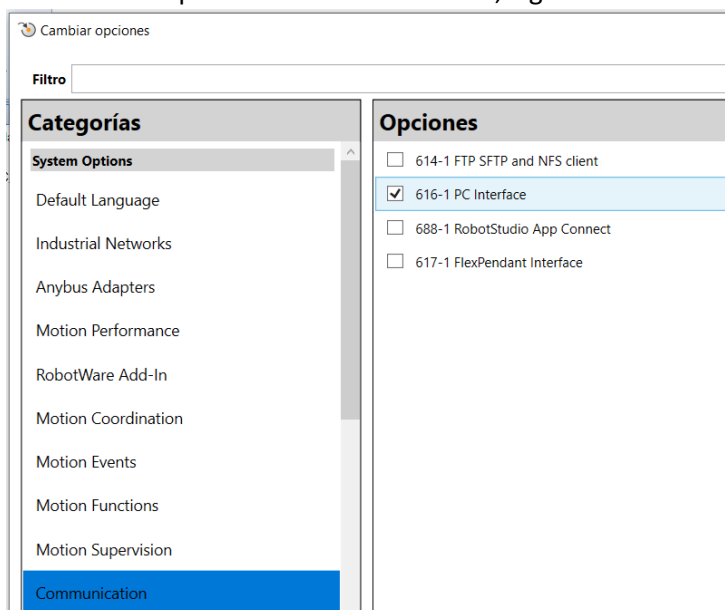 Cambiar opciones
Filtro
Categorías
System Options
Default Language
Industrial Networks
Anybus Adapters
Motion Performance
RobotWare Add-In
Motion Coordination
Motion Events
Motion Functions
Motion Supervision
Communication
Opciones
614-1 FTP SFTP and NFS client
616-1 PC Interface
688-1 RobotStudio App Connect
617-1 FlexPendant Interface